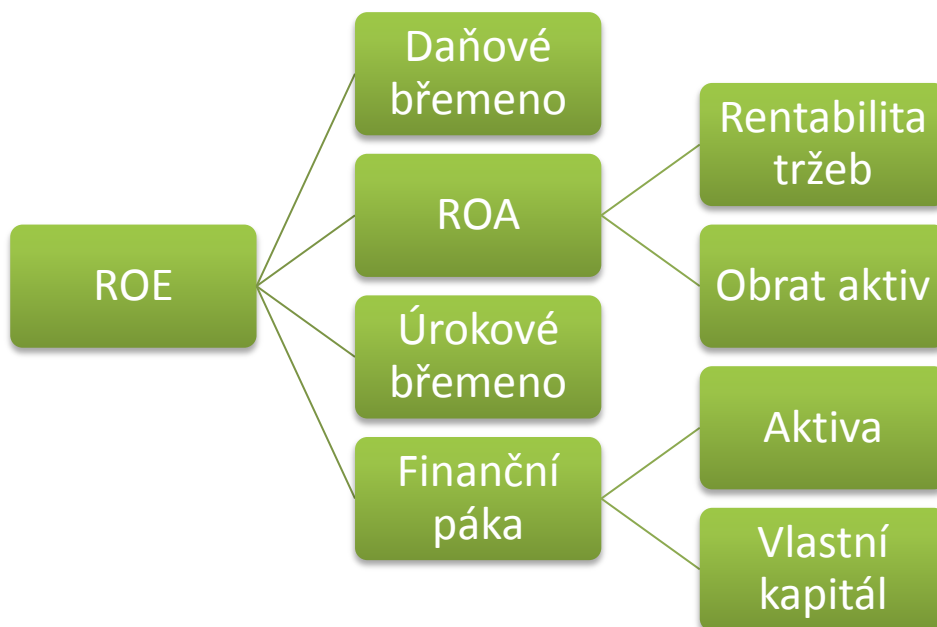 ROE
Daňové
břemeno
ROA
Úrokové
břemeno
Finanční
páka
Rentabilita
tržeb
Obrat aktiv
Aktiva
Vlastní
kapitál